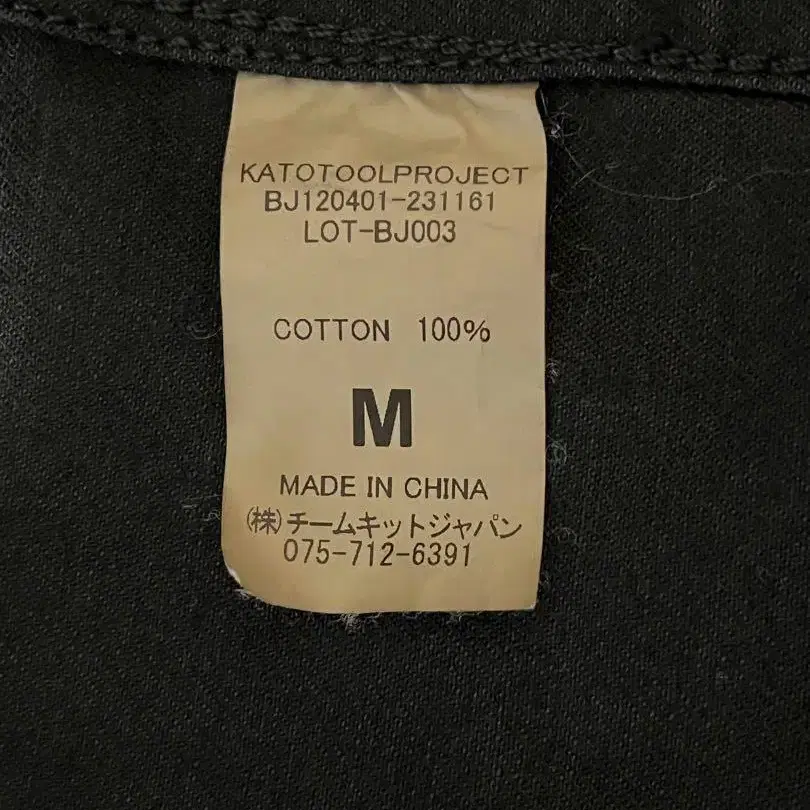 KATOTOOLPROJECT
BJ120401-231161
LOT-BJ003
COTTON 100%
M
MADE IN CHINA
(株)チームキットジャパン
075-712-6391